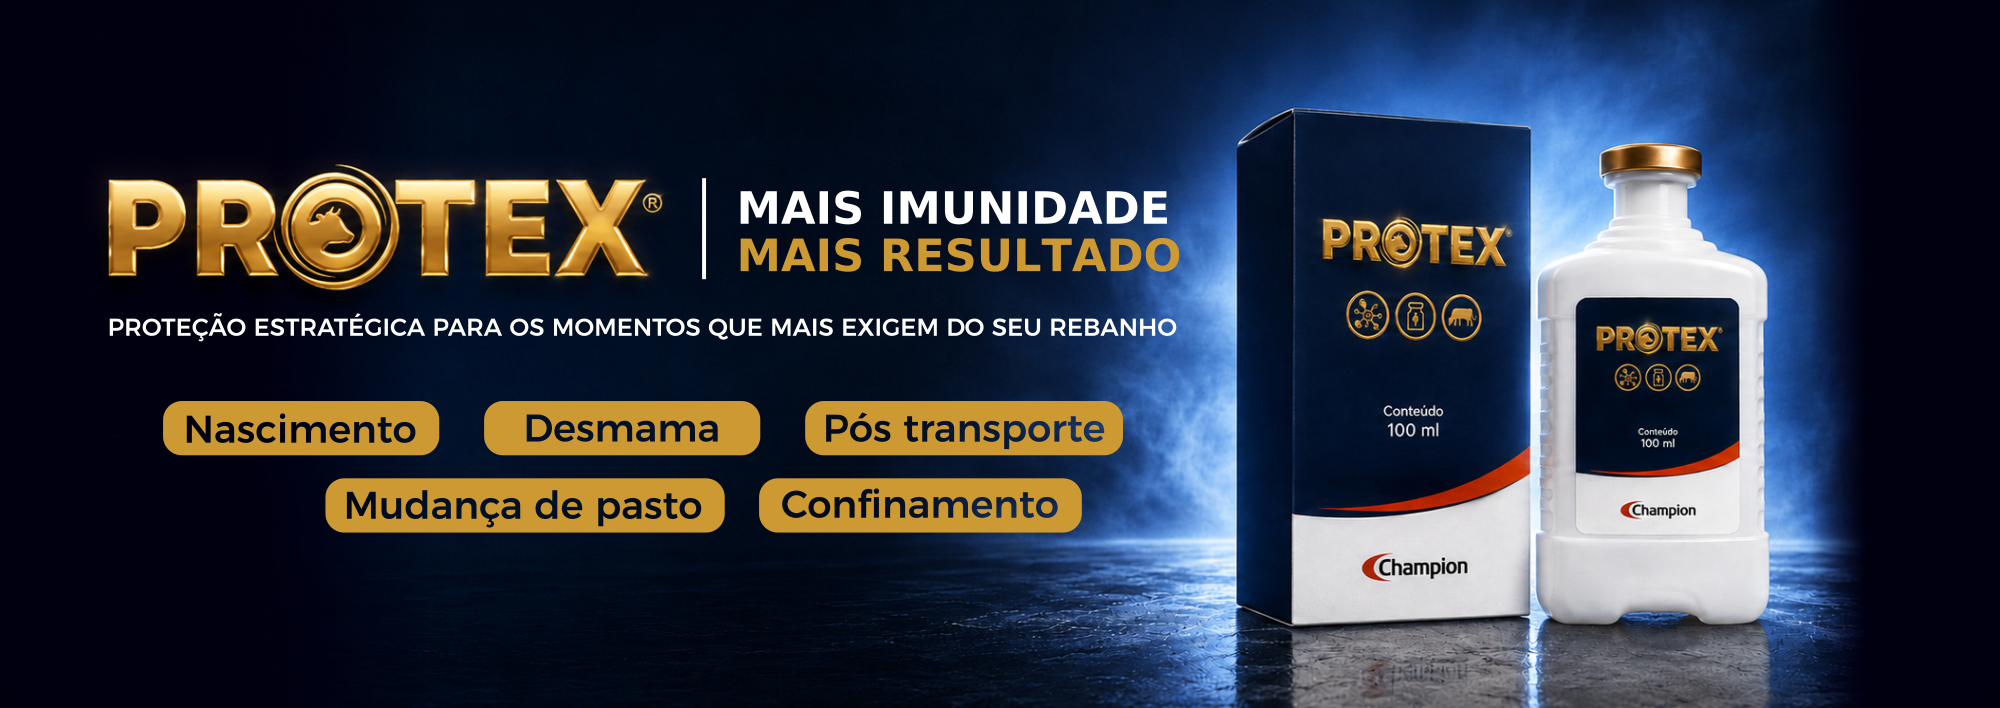 PROTEX®
MAIS IMUNIDADE
MAIS RESULTADO
PROTEÇÃO ESTRATÉGICA PARA OS MOMENTOS QUE MAIS EXIGEM DO SEU REBANHO
Nascimento
Desmama
Pós transporte
Mudança de pasto
Confinamento
PROTEX®
Conteúdo
100 ml
Champion
PROTEX®
Conteúdo
100 ml
Champion